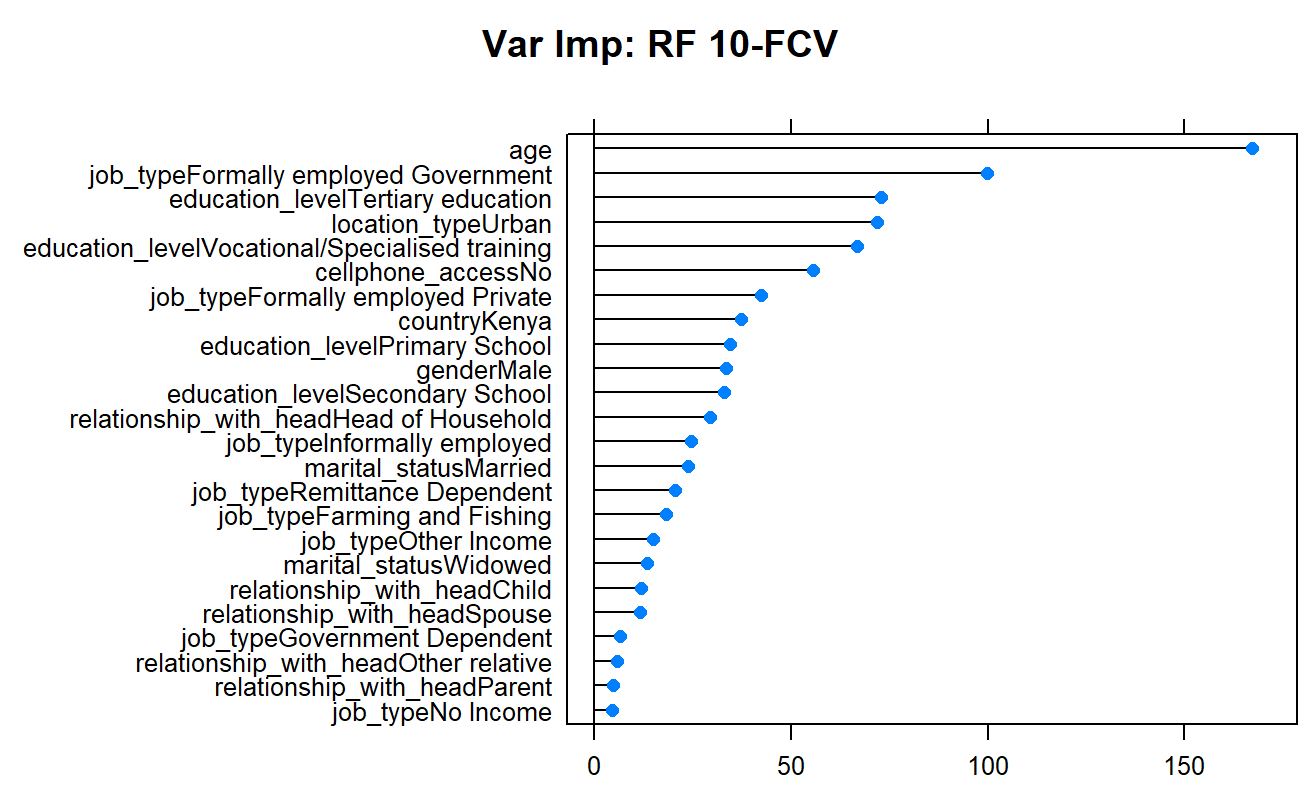 Var Imp: RF 10-FCV
age
job_typeFormally employed Government
education_levelTertiary education
location_typeUrban
education_levelVocational/Specialised training
cellphone_accessNo
job_typeFormally employed Private
countryKenya
education_levelPrimary School
genderMale
education_levelSecondary School
relationship_with_headHead of Household
job_typeInformally employed
marital_statusMarried
job_typeRemittance Dependent
job_typeFarming and Fishing
job_typeOther Income
marital_statusWidowed
relationship_with_headChild
relationship_with_headSpouse
job_typeGovernment Dependent
relationship_with_headOther relative
relationship_with_headParent
job_typeNo Income
0 50 100 150